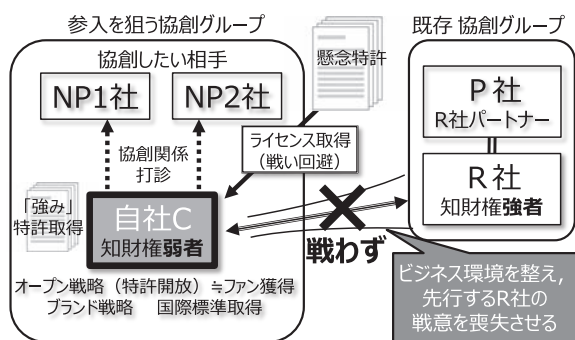 参入を狙う協創グループ
協創したい相手
NP1社
NP2社
協創関係
打診
「強み」
特許取得
自社C
知財権弱者
オープン戦略（特許開放）≒ファン獲得
ブランド戦略　国際標準取得
懸念特許
ライセンス取得
（戦い回避）
戦わず
既存 協創グループ
P社
R社パートナー
R社
知財権強者
ビジネス環境を整え,
先行するR社の
戦意を喪失させる